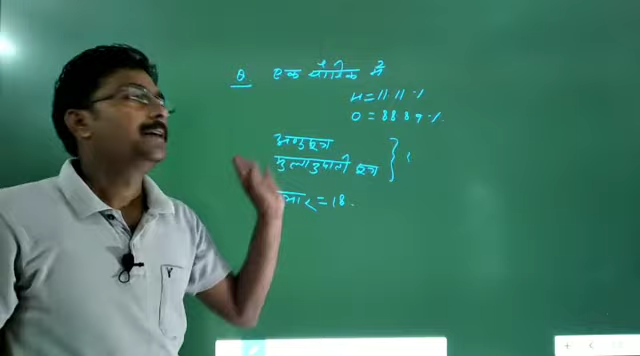 Q. एक यौगिक में
H = 11.11 %
O = 88.89 %.
अणुसूत्र
मुलानुपाती सूत्र
भार = 18.